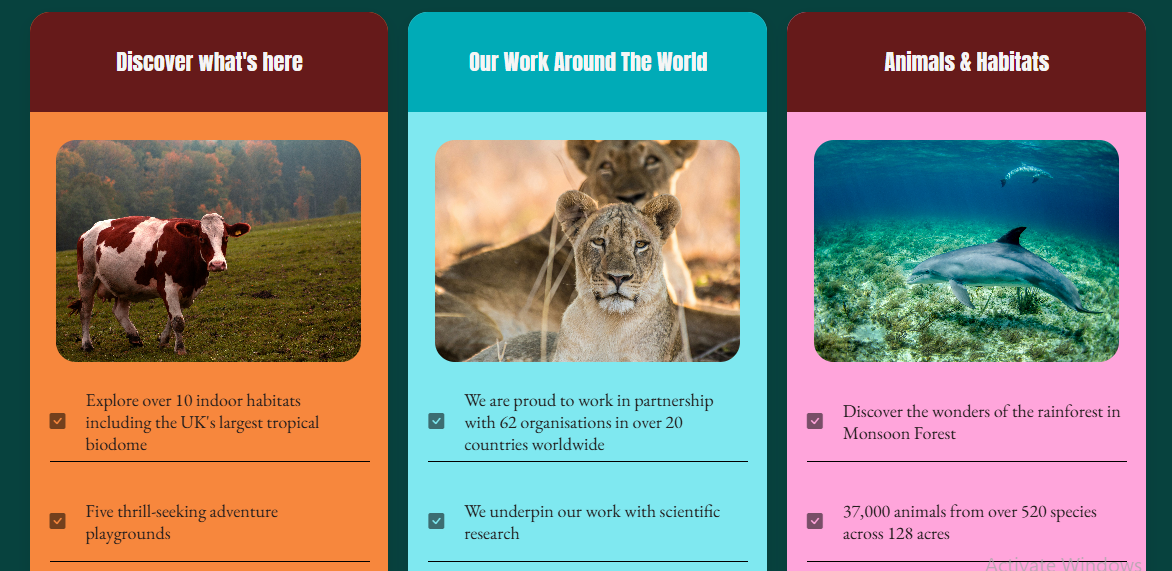 Discover what's here
Explore over 10 indoor habitats
including the UK's largest tropical
biodome
Five thrill-seeking adventure
playgrounds
Our Work Around The World
We are proud to work in partnership
with 62 organisations in over 20
countries worldwide
We underpin our work with scientific
research
Animals & Habitats
Discover the wonders of the rainforest in
Monsoon Forest
37,000 animals from over 520 species
across 128 acres
Activate Windows